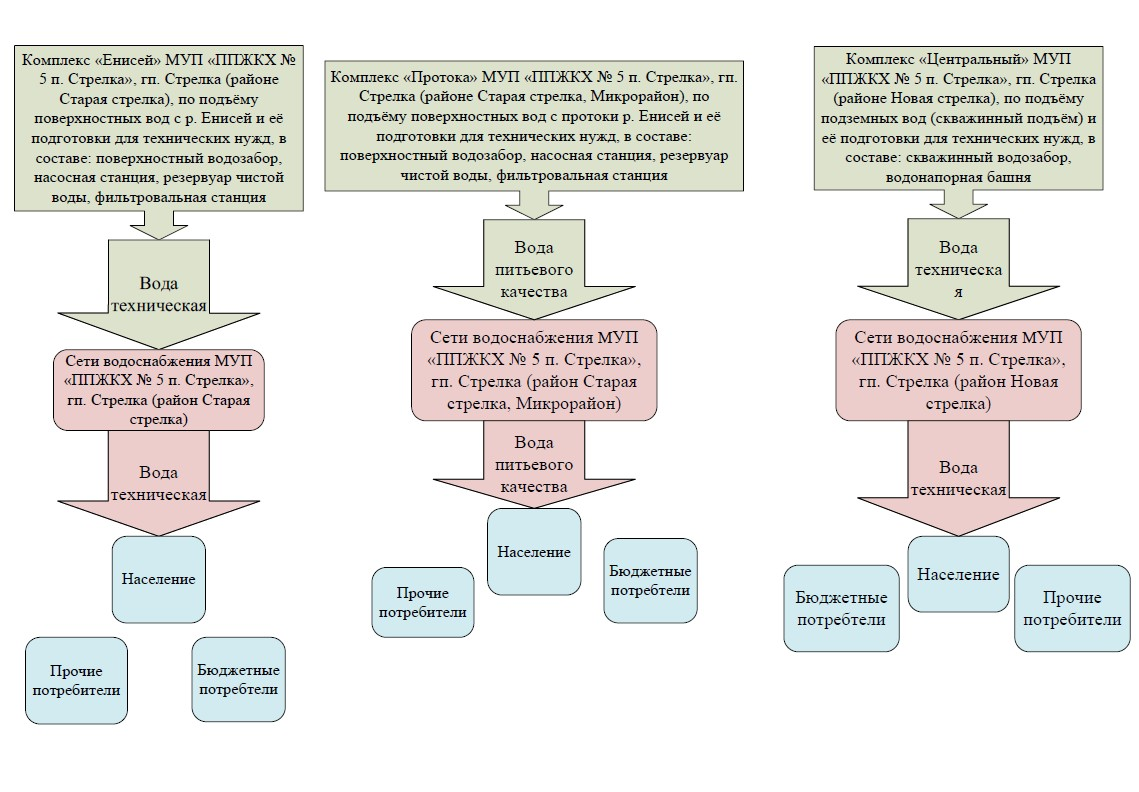 Комплекс «Енисей» МУП «ППЖКХ №
5 п. Стрелка», гп. Стрелка (районе
Старая стрелка), по подъёму
поверхностных вод с р. Енисей и её
подготовки для технических нужд, в
составе: поверхностный водозабор,
насосная станция, резервуар чистой
воды, фильтровальная станция
Вода
техническая
Сети водоснабжения МУП
«ППЖКХ № 5 п. Стрелка»,
гп. Стрелка (район Старая
стрелка)
Вода
техническая
Население
Прочие
потребители
Бюджетные
потребтели
Комплекс «Протока» МУП «ППЖКХ № 5 п. Стрелка», гп.
Стрелка (районе Старая стрелка, Микрорайон), по
подъёму поверхностных вод с протоки р. Енисей и её
подготовки для технических нужд, в составе:
поверхностный водозабор, насосная станция, резервуар
чистой воды, фильтровальная станция
Вода
питьевого
качества
Сети водоснабжения МУП
«ППЖКХ № 5 п. Стрелка»,
гп. Стрелка (район Старая
стрелка, Микрорайон)
Вода
питьевого
качества
Население
Прочие
потребители
Бюджетные
потребтели
Комплекс «Центральный» МУП
«ППЖКХ № 5 п. Стрелка», гп. Стрелка
(районе Новая стрелка), по подъёму
подземных вод (скважинный подъём) и
её подготовки для технических нужд, в
составе: скважинный водозабор,
водонапорная башня
Вода
техническа
я
Сети водоснабжения МУП
«ППЖКХ № 5 п. Стрелка»,
гп. Стрелка (район Новая
стрелка)
Вода
техническая
Население
Бюджетные
потребтели
Прочие
потребители